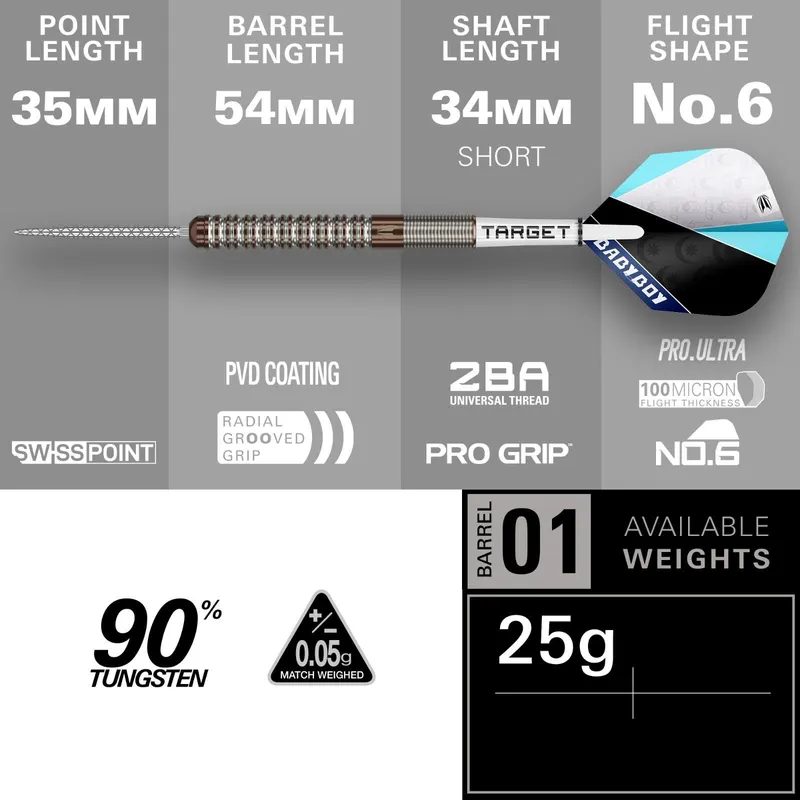 POINT
LENGTH
35MM
BARREL
LENGTH
54MM
SHAFT
LENGTH
34MM
SHORT
FLIGHT
SHAPE
No.6
TARGET
BABYBOY
SWISSPOINT
PVD COATING
RADIAL
GROOVED
GRIP
2BA
UNIVERSAL THREAD
PRO GRIP™
PRO.ULTRA
100MICRON
FLIGHT THICKNESS
NO.6
90%
TUNGSTEN
+/-
0.05g
MATCH WEIGHED
BARREL
01
AVAILABLE
WEIGHTS
25g